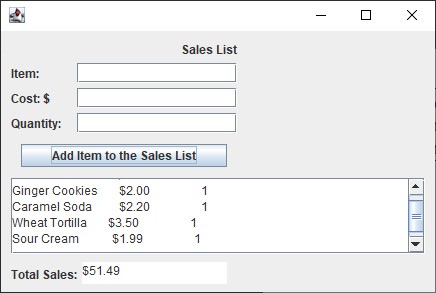 Sales List
Item:
Cost: $
Quantity:
Add Item to the Sales List
Ginger Cookies $2.00 1
Caramel Soda $2.20 1
Wheat Tortilla $3.50 1
Sour Cream $1.99 1
Total Sales: $51.49